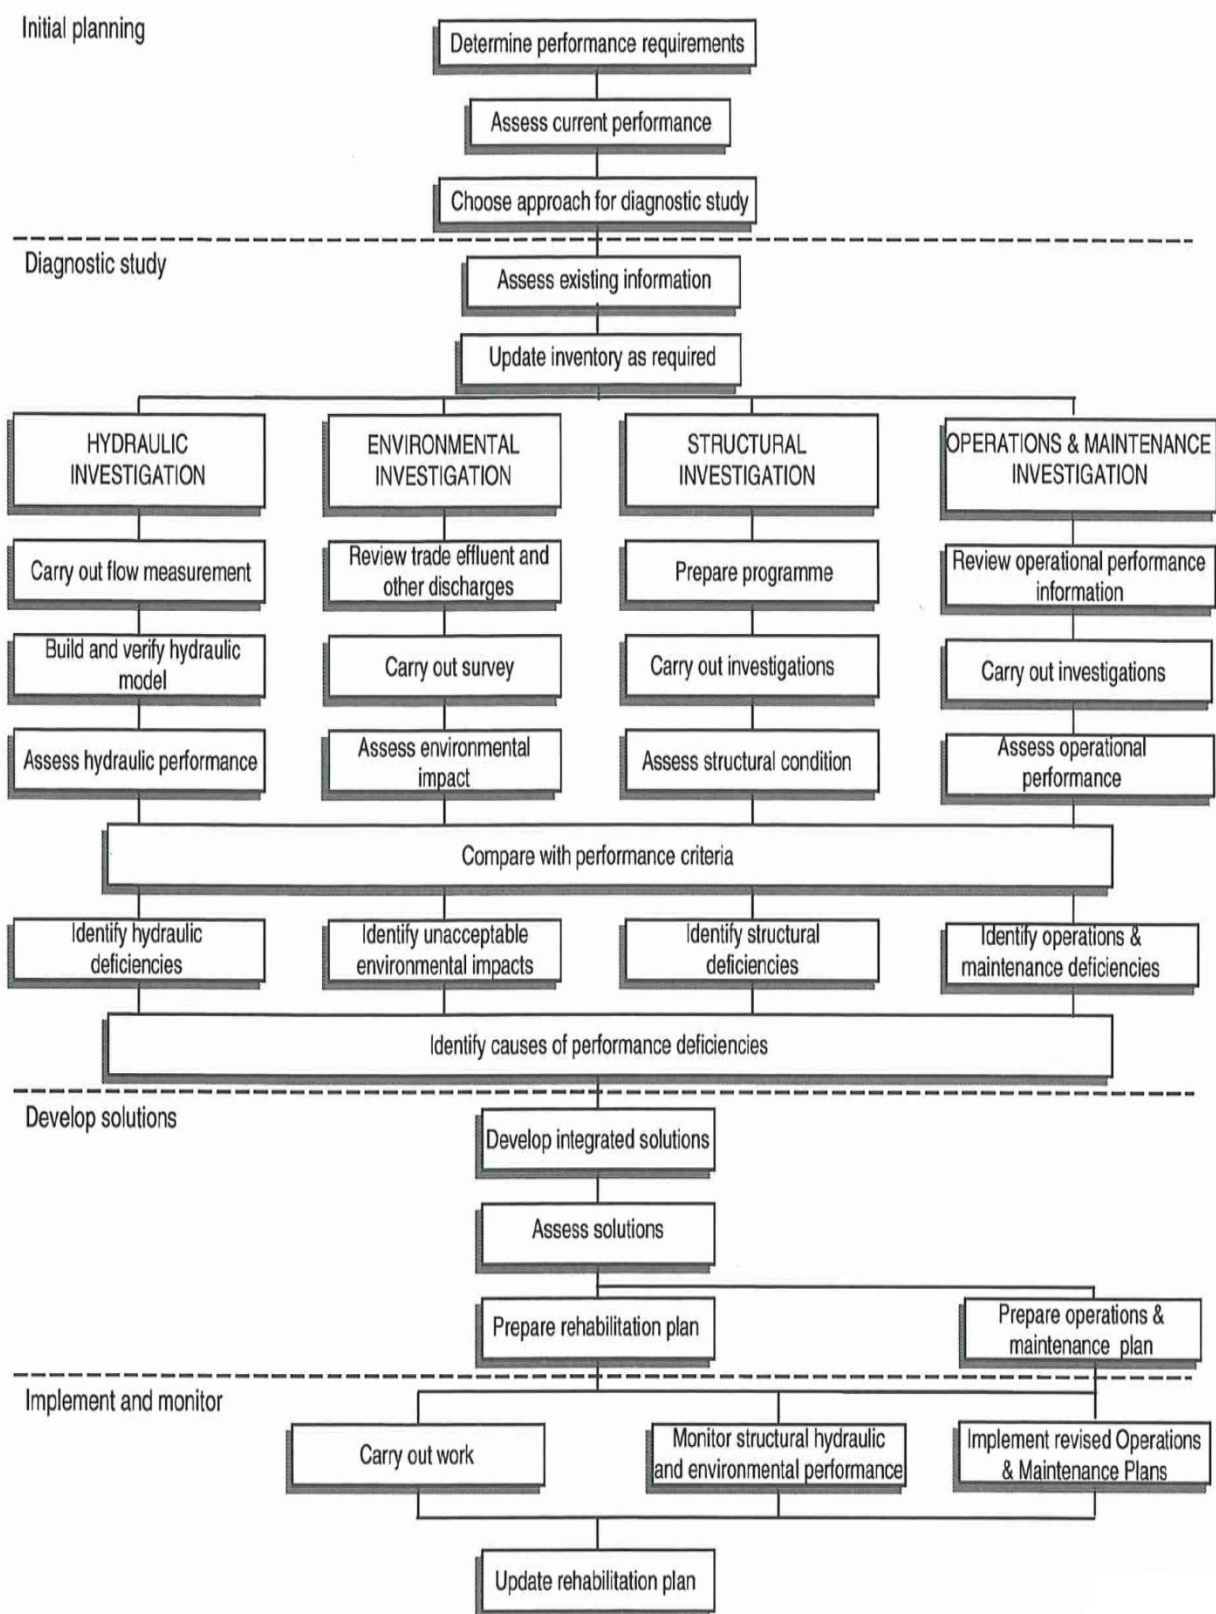 Initial planning
Determine performance requirements
Assess current performance
Choose approach for diagnostic study
Diagnostic study
Assess existing information
Update inventory as required
HYDRAULIC
INVESTIGATION
ENVIRONMENTAL
INVESTIGATION
STRUCTURAL
INVESTIGATION
OPERATIONS & MAINTENANCE
INVESTIGATION
Carry out flow measurement
Review trade effluent and
other discharges
Prepare programme
Review operational performance
information
Build and verify hydraulic
model
Carry out survey
Carry out investigations
Carry out investigations
Assess hydraulic performance
Assess environmental
impact
Assess structural condition
Assess operational
performance
Compare with performance criteria
Identify hydraulic
deficiencies
Identify unacceptable
environmental impacts
Identify structural
deficiencies
Identify operations &
maintenance deficiencies
Identify causes of performance deficiencies
Develop solutions
Develop integrated solutions
Assess solutions
Prepare rehabilitation plan
Prepare operations &
maintenance plan
Implement and monitor
Carry out work
Monitor structural hydraulic
and environmental performance
Implement revised Operations
& Maintenance Plans
Update rehabilitation plan